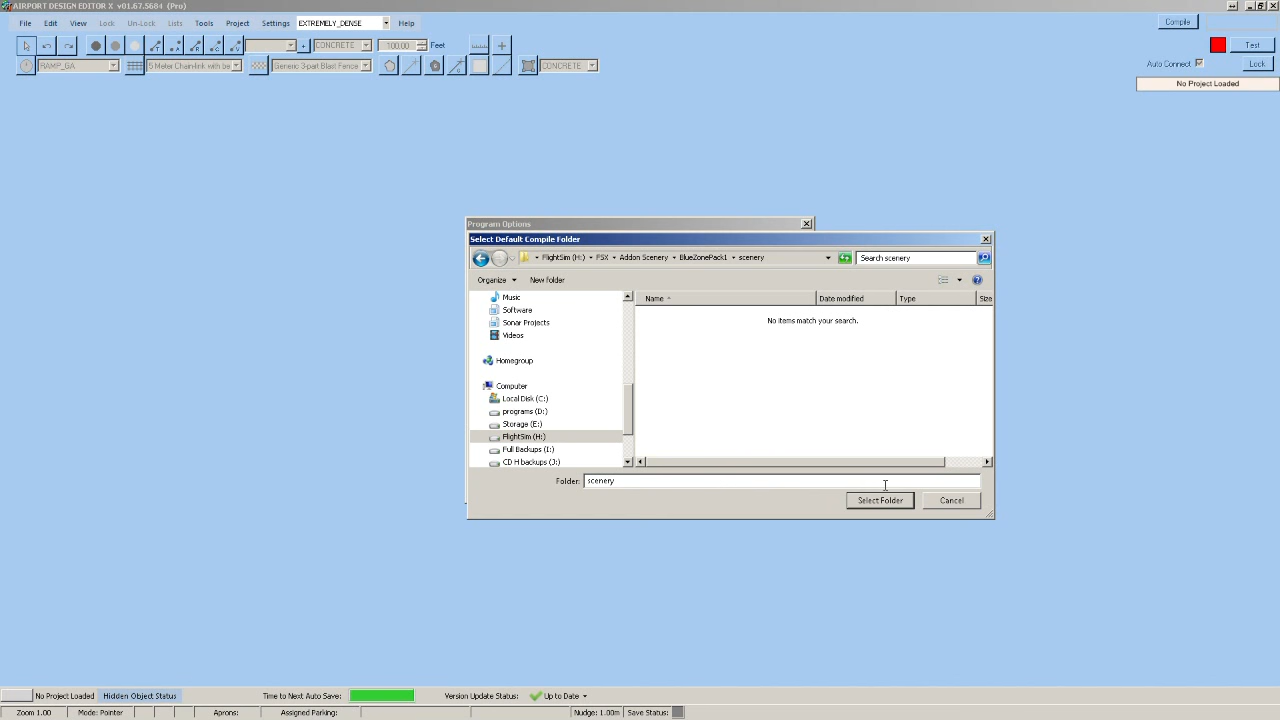 AIRPORT DESIGN EDITOR X v01.67.5684 (Pro)
File Edit View Lock Un-Lock Lists Tools Project Settings EXTREMELY_DENSE Help
Compile
CONCRETE 100.00 Feet
Test
RAMP_GA 5 Meter Chain-link with be Generic 3-part Blast Fence CONCRETE
Auto Connect Lock
No Project Loaded
Program Options
Select Default Compile Folder
FlightSim (H:) FSX Addon Scenery BlueZonePack1 scenery Search scenery
Organize New folder
Music
Name Date modified Type Size
Software
No items match your search.
Sonar Projects
Videos
Homegroup
Computer
Local Disk (C:)
programs (D:)
Storage (E:)
FlightSim (H:)
Full Backups (I:)
CD H backups (J:)
Folder: scenery
Select Folder Cancel
No Project Loaded Hidden Object Status Time to Next Auto Save: Version Update Status: Up to Date
Zoom 1.00 Mode: Pointer Aprons: Assigned Parking: Nudge: 1.00m Save Status: